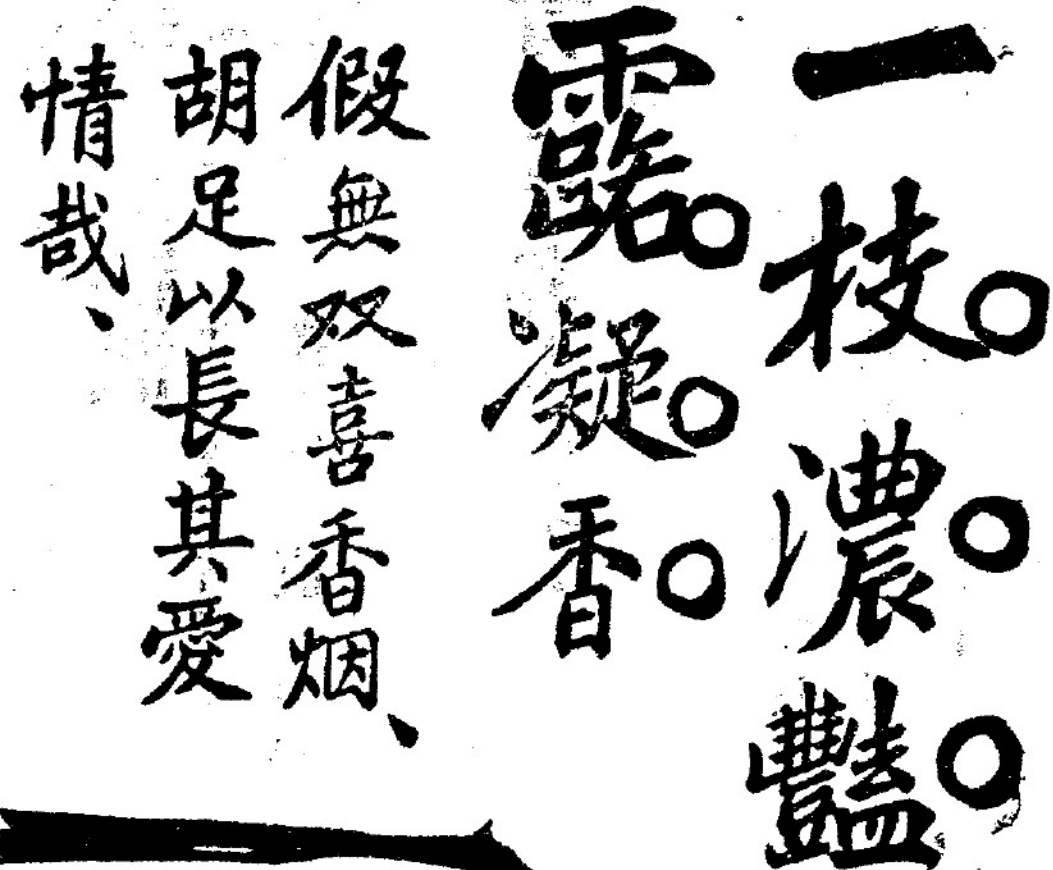 一枝濃豔
露凝香
假無双喜香烟、
胡足以長其愛
情哉、